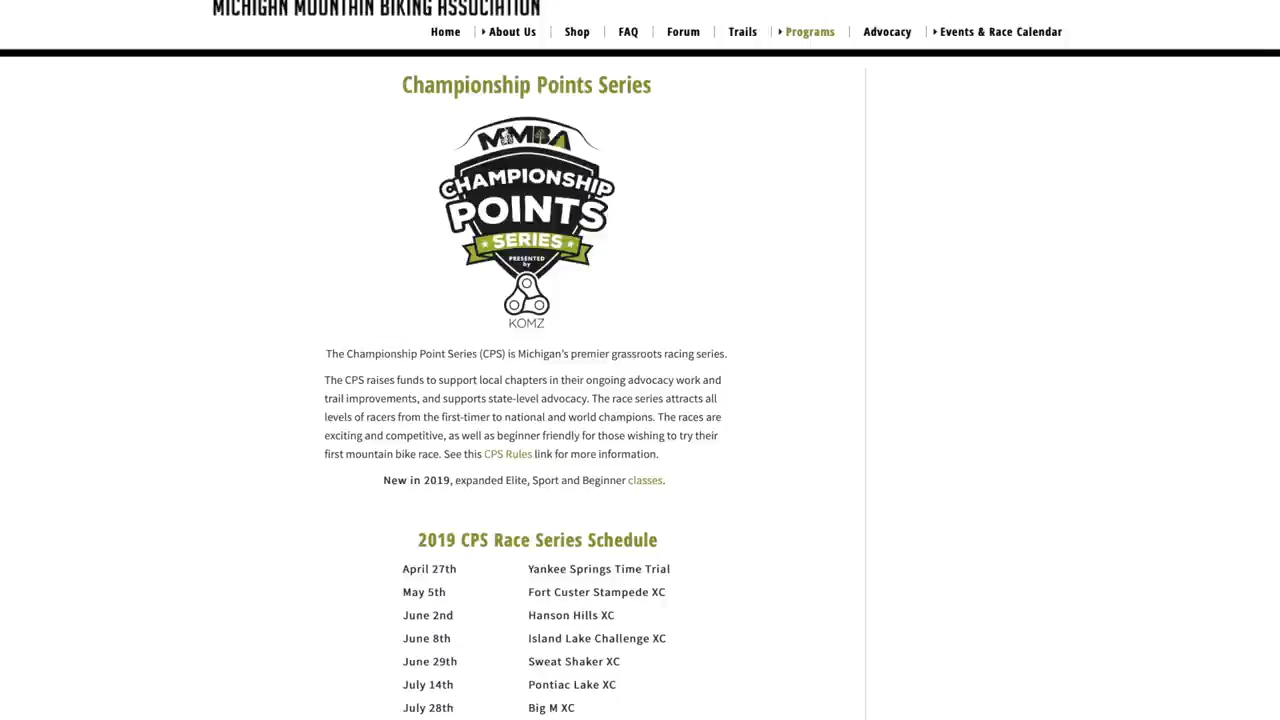 MICHIGAN MOUNTAIN BIKING ASSOCIATION
Home About Us Shop FAQ Forum Trails Programs Advocacy Events & Race Calendar
Championship Points Series
MMBA
CHAMPIONSHIP
POINTS
SERIES
PRESENTED
by
KOMZ
The Championship Point Series (CPS) is Michigan's premier grassroots racing series.
The CPS raises funds to support local chapters in their ongoing advocacy work and
trail improvements, and supports state-level advocacy. The race series attracts all
levels of racers from the first-timer to national and world champions. The races are
exciting and competitive, as well as beginner friendly for those wishing to try their
first mountain bike race. See this CPS Rules link for more information.
New in 2019, expanded Elite, Sport and Beginner classes.
2019 CPS Race Series Schedule
April 27th Yankee Springs Time Trial
May 5th Fort Custer Stampede XC
June 2nd Hanson Hills XC
June 8th Island Lake Challenge XC
June 29th Sweat Shaker XC
July 14th Pontiac Lake XC
July 28th Big M XC